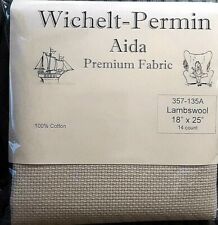 Wichelt-Permin
Aida
Premium Fabric
357-135A
Lambswool
18" x 25"
14 count
100% Cotton